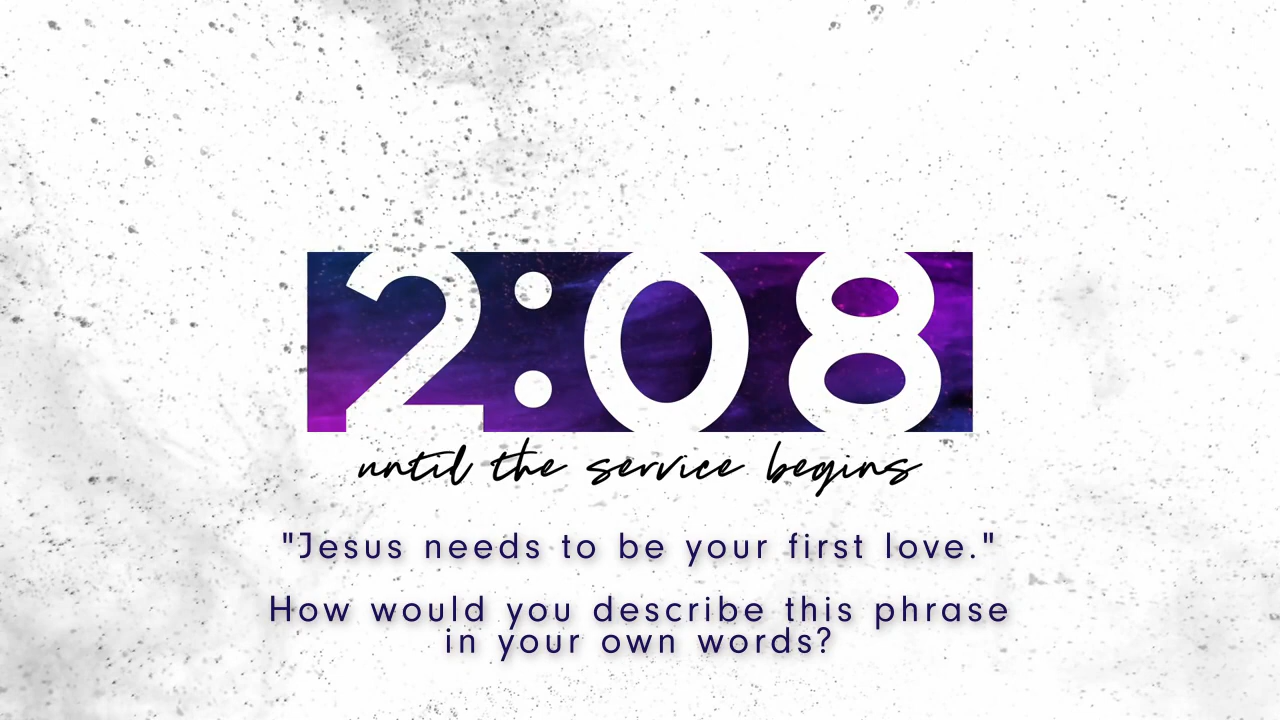 2:08
until the service begins
"Jesus needs to be your first love."
How would you describe this phrase
in your own words?